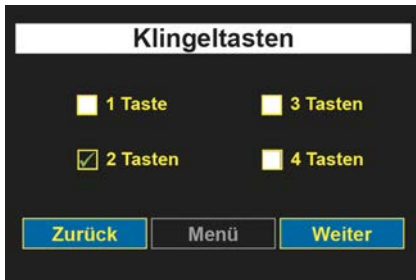 Klingeltasten
1 Taste 3 Tasten
2 Tasten 4 Tasten
Zurück Menü Weiter